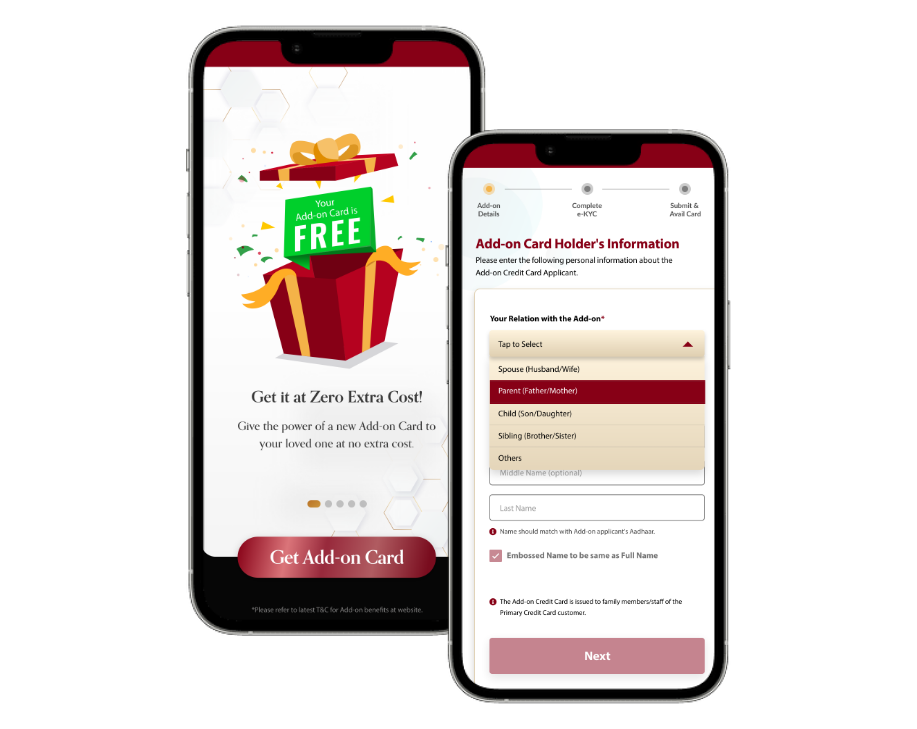 Your
Add-on Card is
FREE
Get it at Zero Extra Cost!
Give the power of a new Add-on Card to
your loved one at no extra cost.
Get Add-on Card
*Please refer to latest T&C for Add-on benefits at website.
Add-on
Details
Complete
e-KYC
Submit &
Avail Card
Add-on Card Holder's Information
Please enter the following personal information about the
Add-on Credit Card Applicant.
Your Relation with the Add-on*
Tap to Select
Spouse (Husband/Wife)
Parent (Father/Mother)
Child (Son/Daughter)
Sibling (Brother/Sister)
Others
Middle Name (optional)
Last Name
Name should match with Add-on applicant's Aadhaar.
Embossed Name to be same as Full Name
The Add-on Credit Card is issued to family members/staff of the
Primary Credit Card customer.
Next